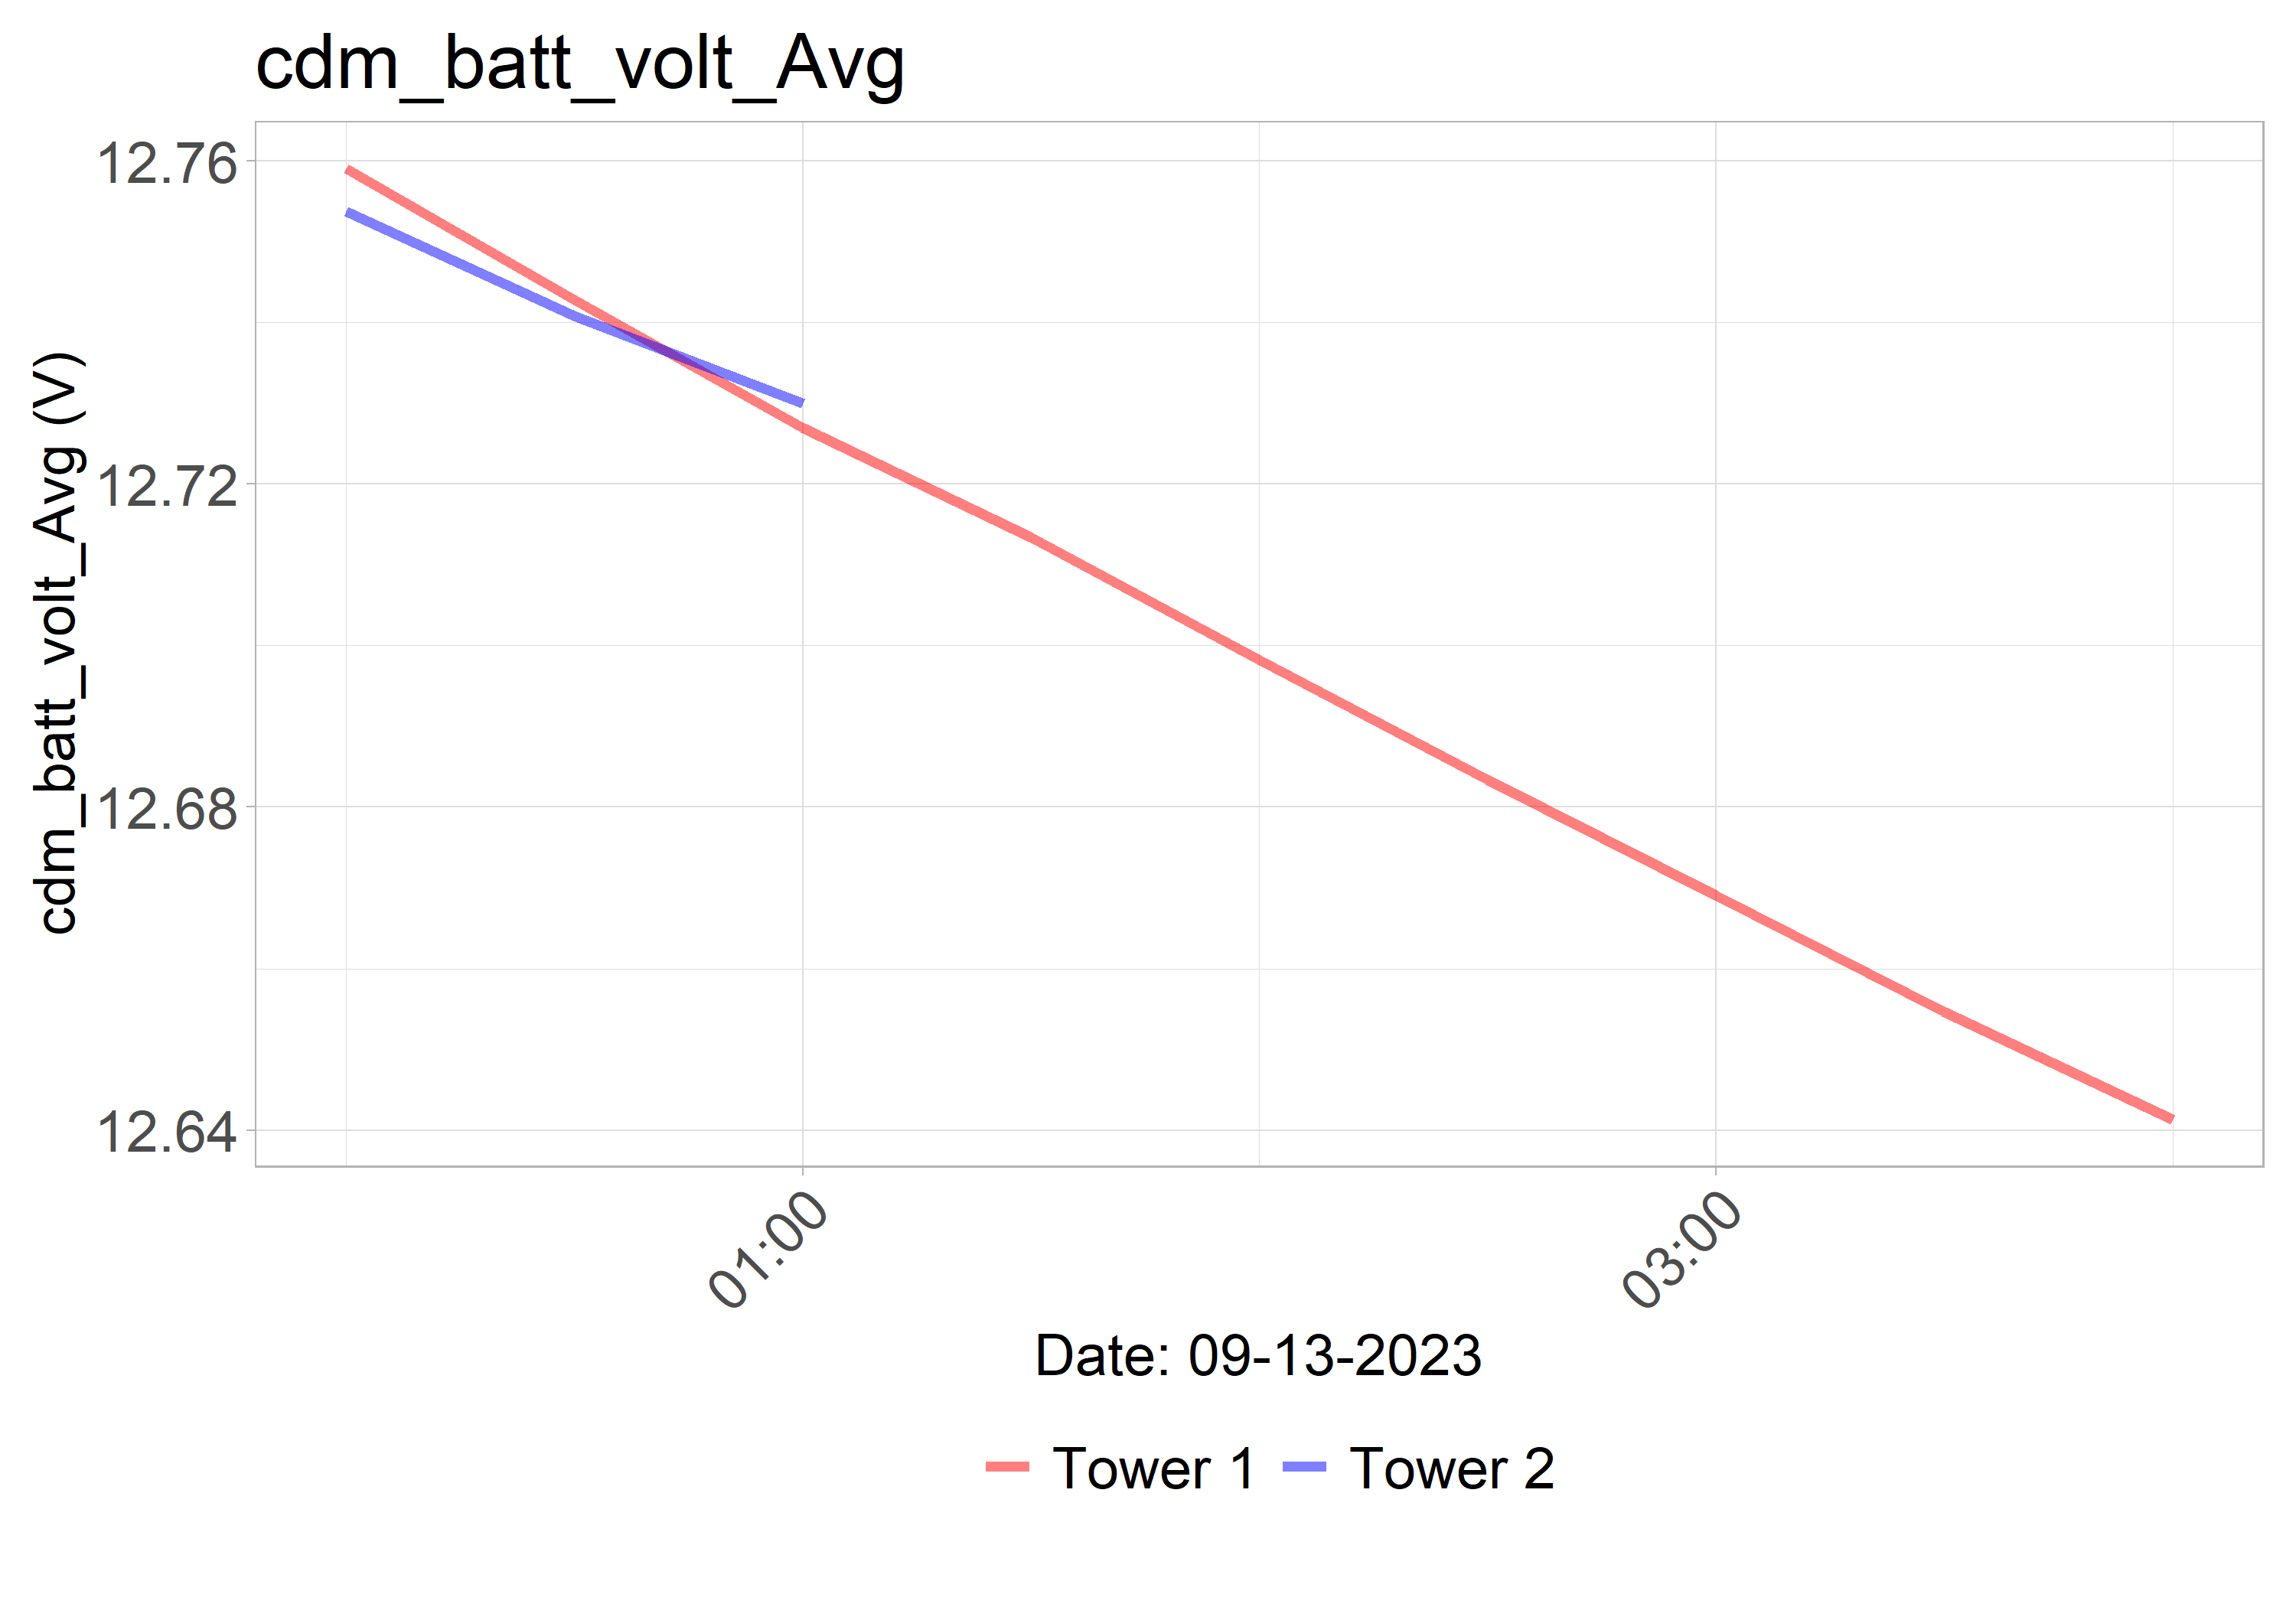 cdm_batt_volt_Avg
cdm_batt_volt_Avg (V)
12.76
12.72
12.68
12.64
01:00
03:00
Date: 09-13-2023
Tower 1
Tower 2